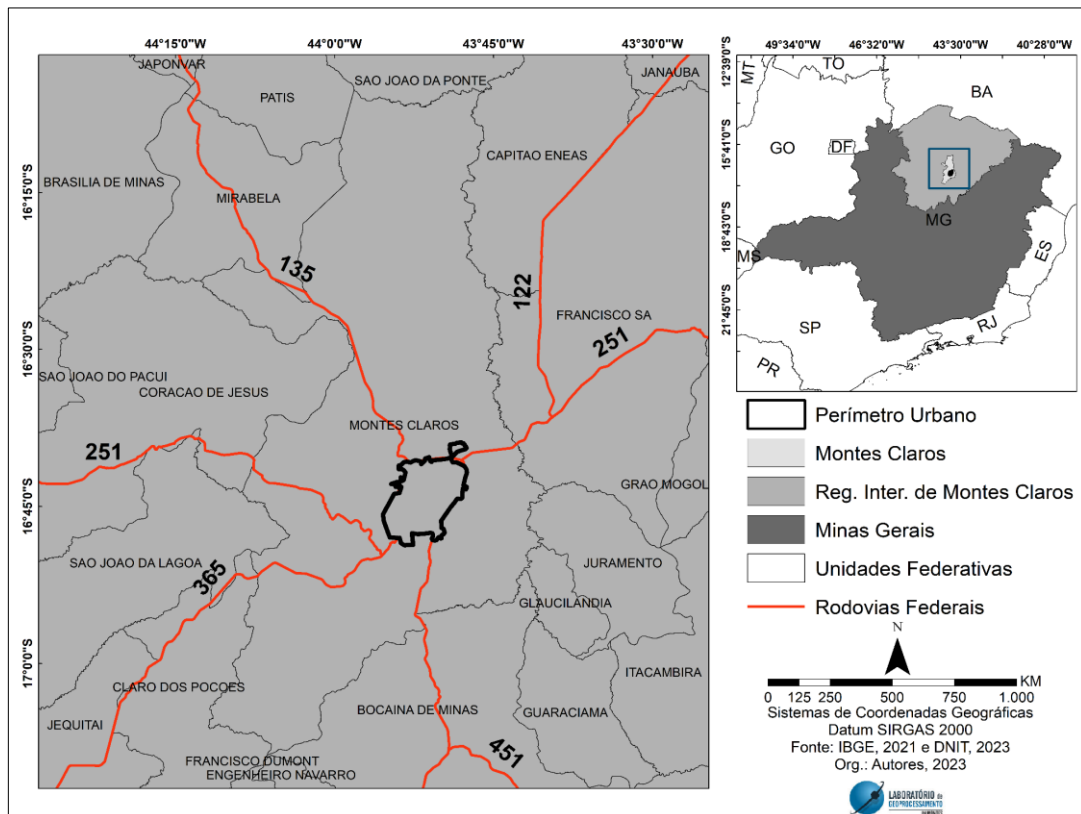 44°15'0"W 44°0'0"W 43°45'0"W 43°30'0"W
16°15'0"S
16°30'0"S
16°45'0"S
17°0'0"S
JAPONVAR
PATIS
SAO JOAO DA PONTE
JANAUBA
CAPITAO ENEAS
BRASILIA DE MINAS
MIRABELA
135
122
FRANCISCO SA
251
SAO JOAO DO PACUI
CORACAO DE JESUS
MONTES CLAROS
251
GRAO MOGOL
SAO JOAO DA LAGOA
365
JURAMENTO
GLAUCILANDIA
ITACAMBIRA
CLARO DOS POCOES
BOCAINA DE MINAS
GUARACIAMA
JEQUITAI
451
FRANCISCO DUMONT
ENGENHEIRO NAVARRO
49°34'0"W 46°32'0"W 43°30'0"W 40°28'0"W
12°39'0"S
15°41'0"S
18°43'0"S
21°45'0"S
MT
TO
BA
GO
DF
MG
MS
ES
SP
RJ
PR
Perímetro Urbano
Montes Claros
Reg. Inter. de Montes Claros
Minas Gerais
Unidades Federativas
Rodovias Federais
N
KM
0 125 250 500 750 1.000
Sistemas de Coordenadas Geográficas
Datum SIRGAS 2000
Fonte: IBGE, 2021 e DNIT, 2023
Org.: Autores, 2023
LABORATÓRIO de
GEOPROCESSAMENTO